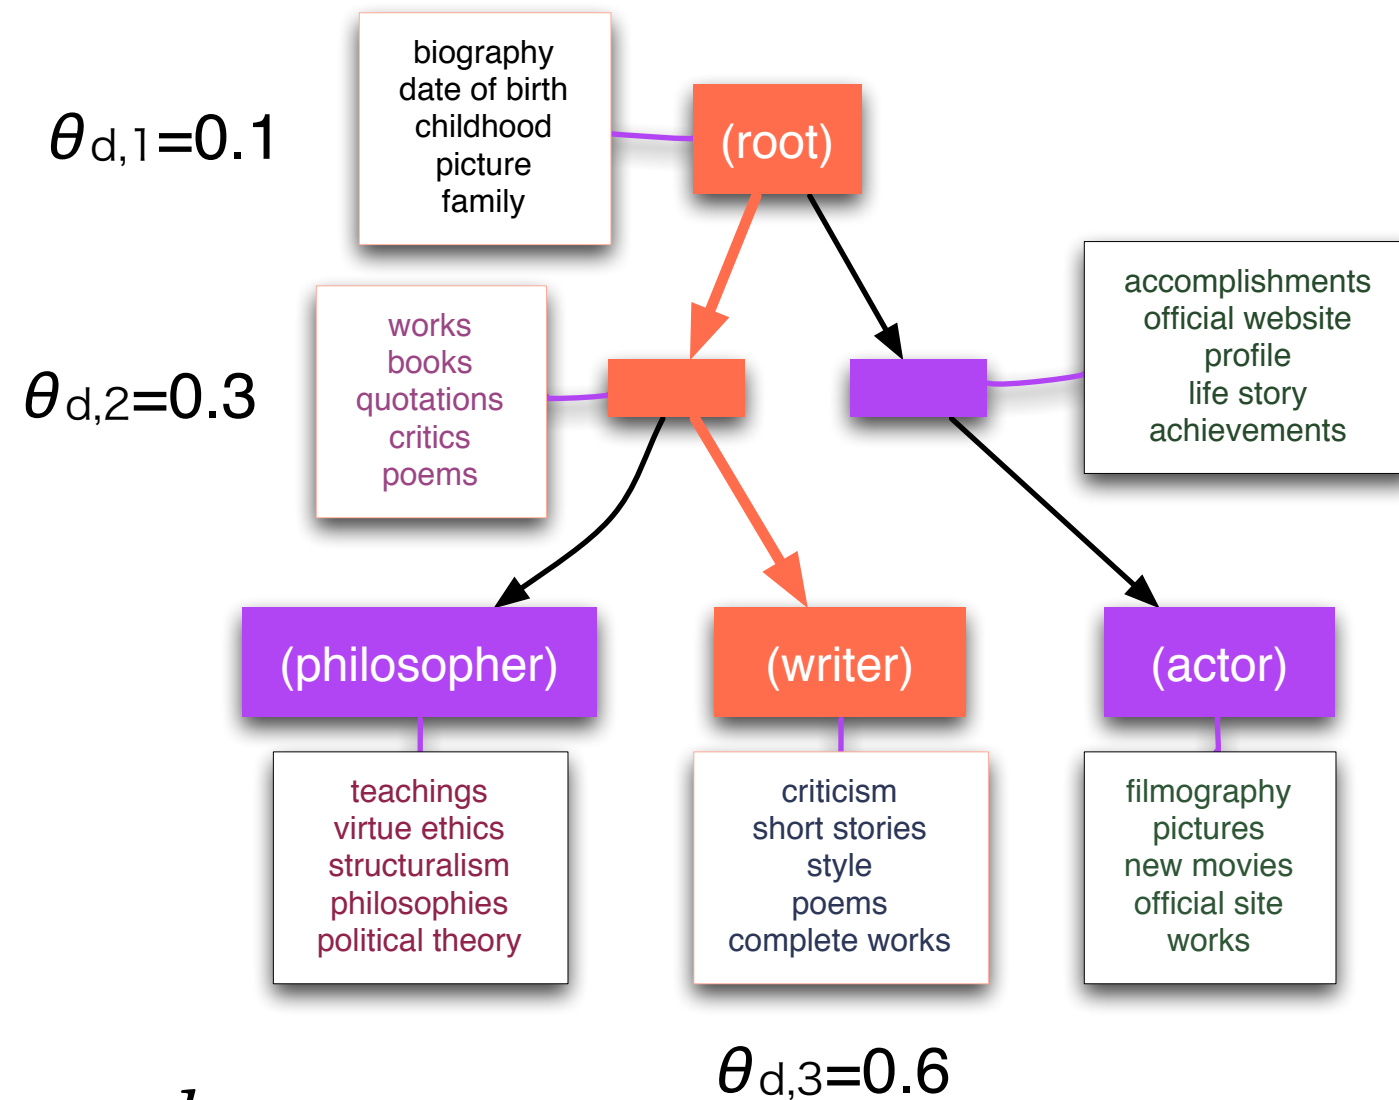 biography
date of birth
childhood
picture
family
θd,1=0.1
(root)
accomplishments
official website
profile
life story
achievements
works
books
quotations
critics
poems
θd,2=0.3
(philosopher)
(writer)
(actor)
teachings
virtue ethics
structuralism
philosophies
political theory
criticism
short stories
style
poems
complete works
filmography
pictures
new movies
official site
works
θd,3=0.6